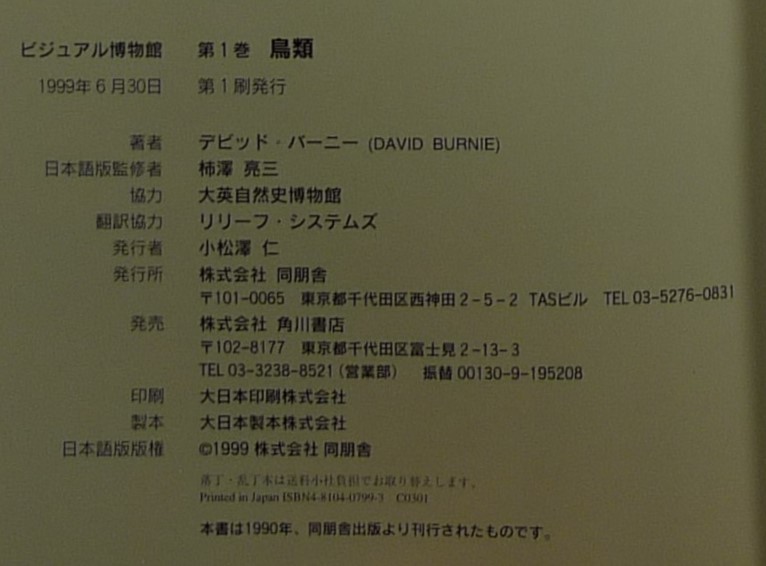 ビジュアル博物館 第1巻 鳥類
1999年6月30日 第1刷発行
著者 デビッド・バーニー (DAVID BURNIE)
日本語版監修者 柿澤 亮三
協力 大英自然史博物館
翻訳協力 リリーフ・システムズ
発行者 小松澤 仁
発行所 株式会社 同朋舎
〒101-0065 東京都千代田区西神田2-5-2 TASビル TEL 03-5276-0831
発売 株式会社 角川書店
〒102-8177 東京都千代田区富士見2-13-3
TEL 03-3238-8521(営業部) 振替 00130-9-195208
印刷 大日本印刷株式会社
製本 大日本製本株式会社
日本語版版権 ©1999 株式会社 同朋舎
落丁・乱丁本は送料小社負担でお取り替えします。
Printed in Japan ISBN4-8104-0799-3 C0301
本書は1990年、同朋舎出版より刊行されたものです。